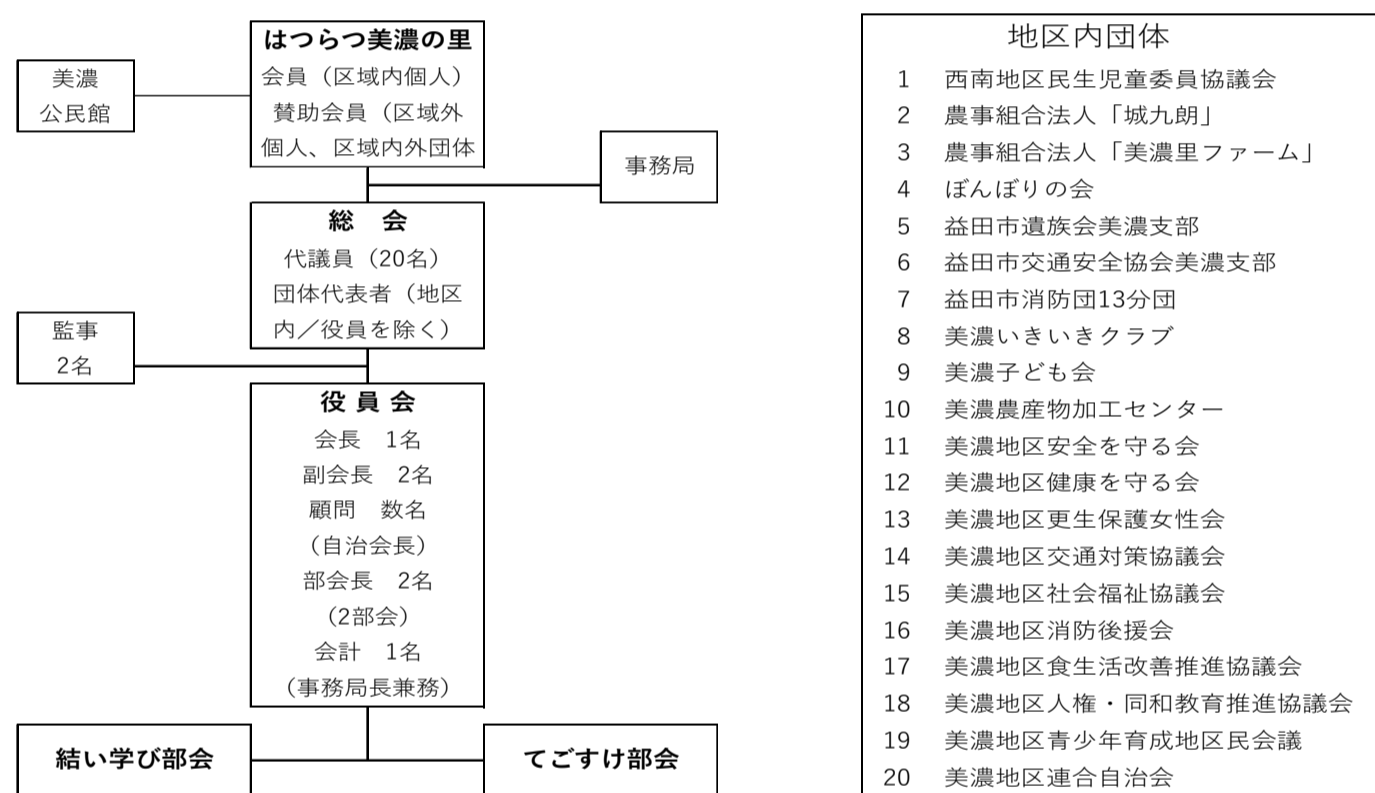 はつらつ美濃の里
会員（区域内個人）
賛助会員（区域外
個人、区域内外団体
美濃
公民館
事務局
総　会
代議員（20名）
団体代表者（地区
内／役員を除く）
監事
2名
役 員 会
会長　1名
副会長　2名
顧問　数名
（自治会長）
部会長　2名
（2部会）
会計　1名
（事務局長兼務）
結い学び部会
てごすけ部会
地区内団体
1　西南地区民生児童委員協議会
2　農事組合法人「城九朗」
3　農事組合法人「美濃里ファーム」
4　ぼんぼりの会
5　益田市遺族会美濃支部
6　益田市交通安全協会美濃支部
7　益田市消防団13分団
8　美濃いきいきクラブ
9　美濃子ども会
10　美濃農産物加工センター
11　美濃地区安全を守る会
12　美濃地区健康を守る会
13　美濃地区更生保護女性会
14　美濃地区交通対策協議会
15　美濃地区社会福祉協議会
16　美濃地区消防後援会
17　美濃地区食生活改善推進協議会
18　美濃地区人権・同和教育推進協議会
19　美濃地区青少年育成地区民会議
20　美濃地区連合自治会